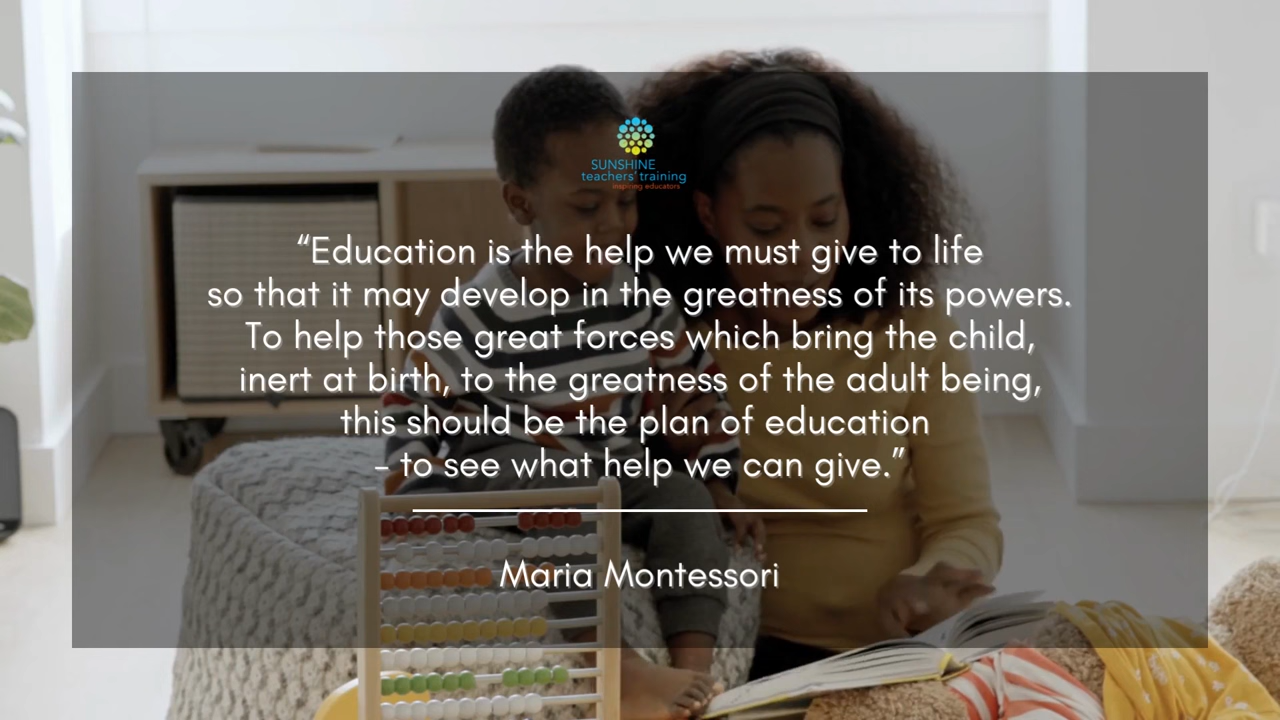 SUNSHINE
teachers' training
inspiring educators
“Education is the help we must give to life
so that it may develop in the greatness of its powers.
To help those great forces which bring the child,
inert at birth, to the greatness of the adult being,
this should be the plan of education
– to see what help we can give.”
Maria Montessori